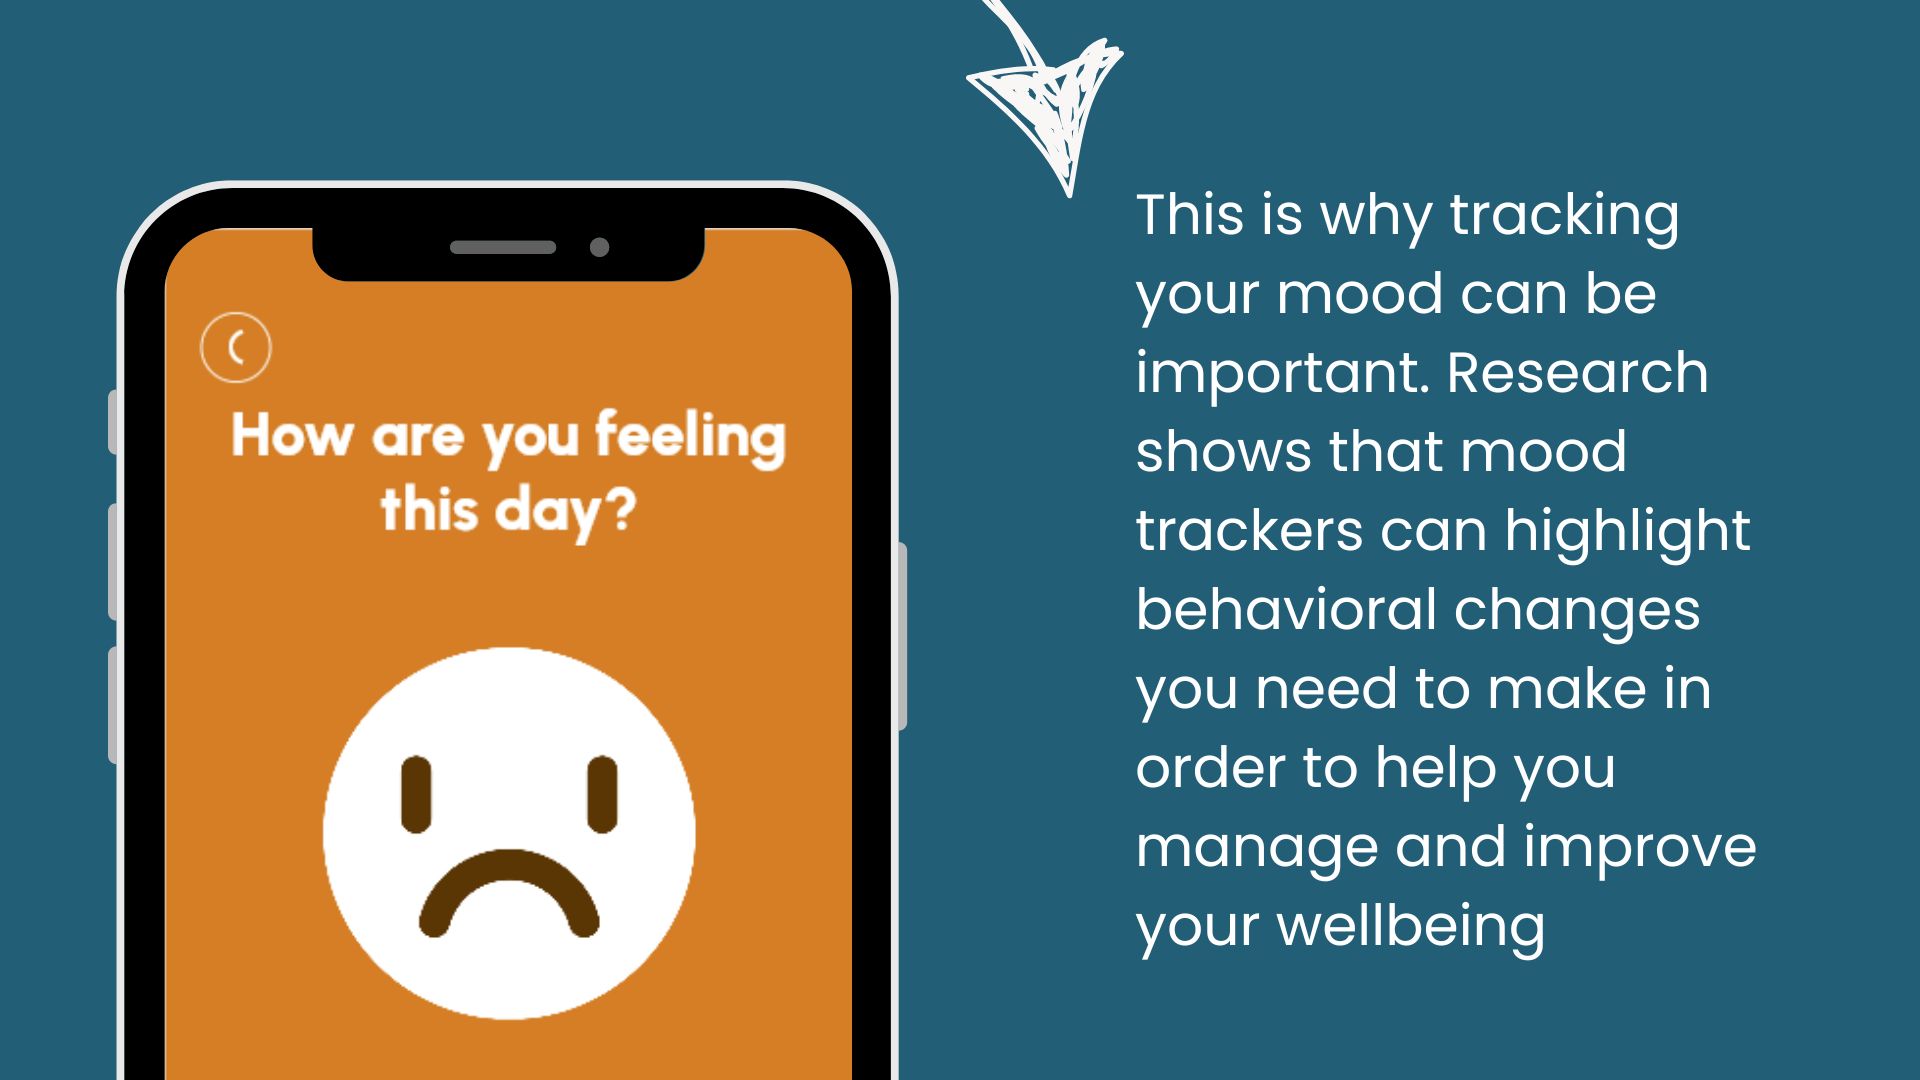 How are you feeling
this day?
This is why tracking
your mood can be
important. Research
shows that mood
trackers can highlight
behavioral changes
you need to make in
order to help you
manage and improve
your wellbeing